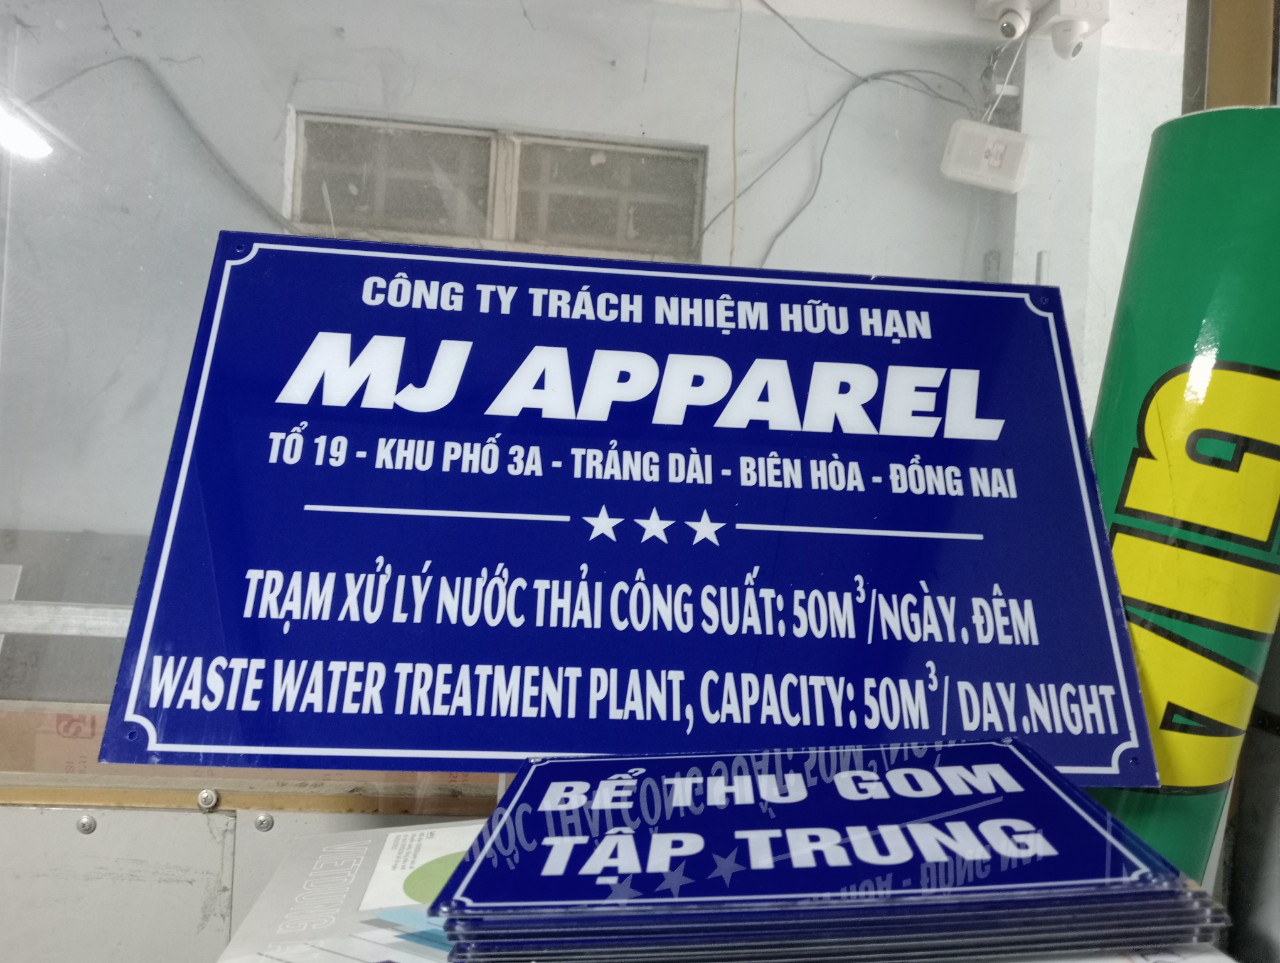 CÔNG TY TRÁCH NHIỆM HỮU HẠN
MJ APPAREL
TỔ 19 - KHU PHỐ 3A - TRẢNG DÀI - BIÊN HÒA - ĐỒNG NAI
TRẠM XỬ LÝ NƯỚC THẢI CÔNG SUẤT: 50M³/NGÀY.ĐÊM
WASTE WATER TREATMENT PLANT, CAPACITY: 50M³/ DAY.NIGHT
BỂ THU GOM
TẬP TRUNG